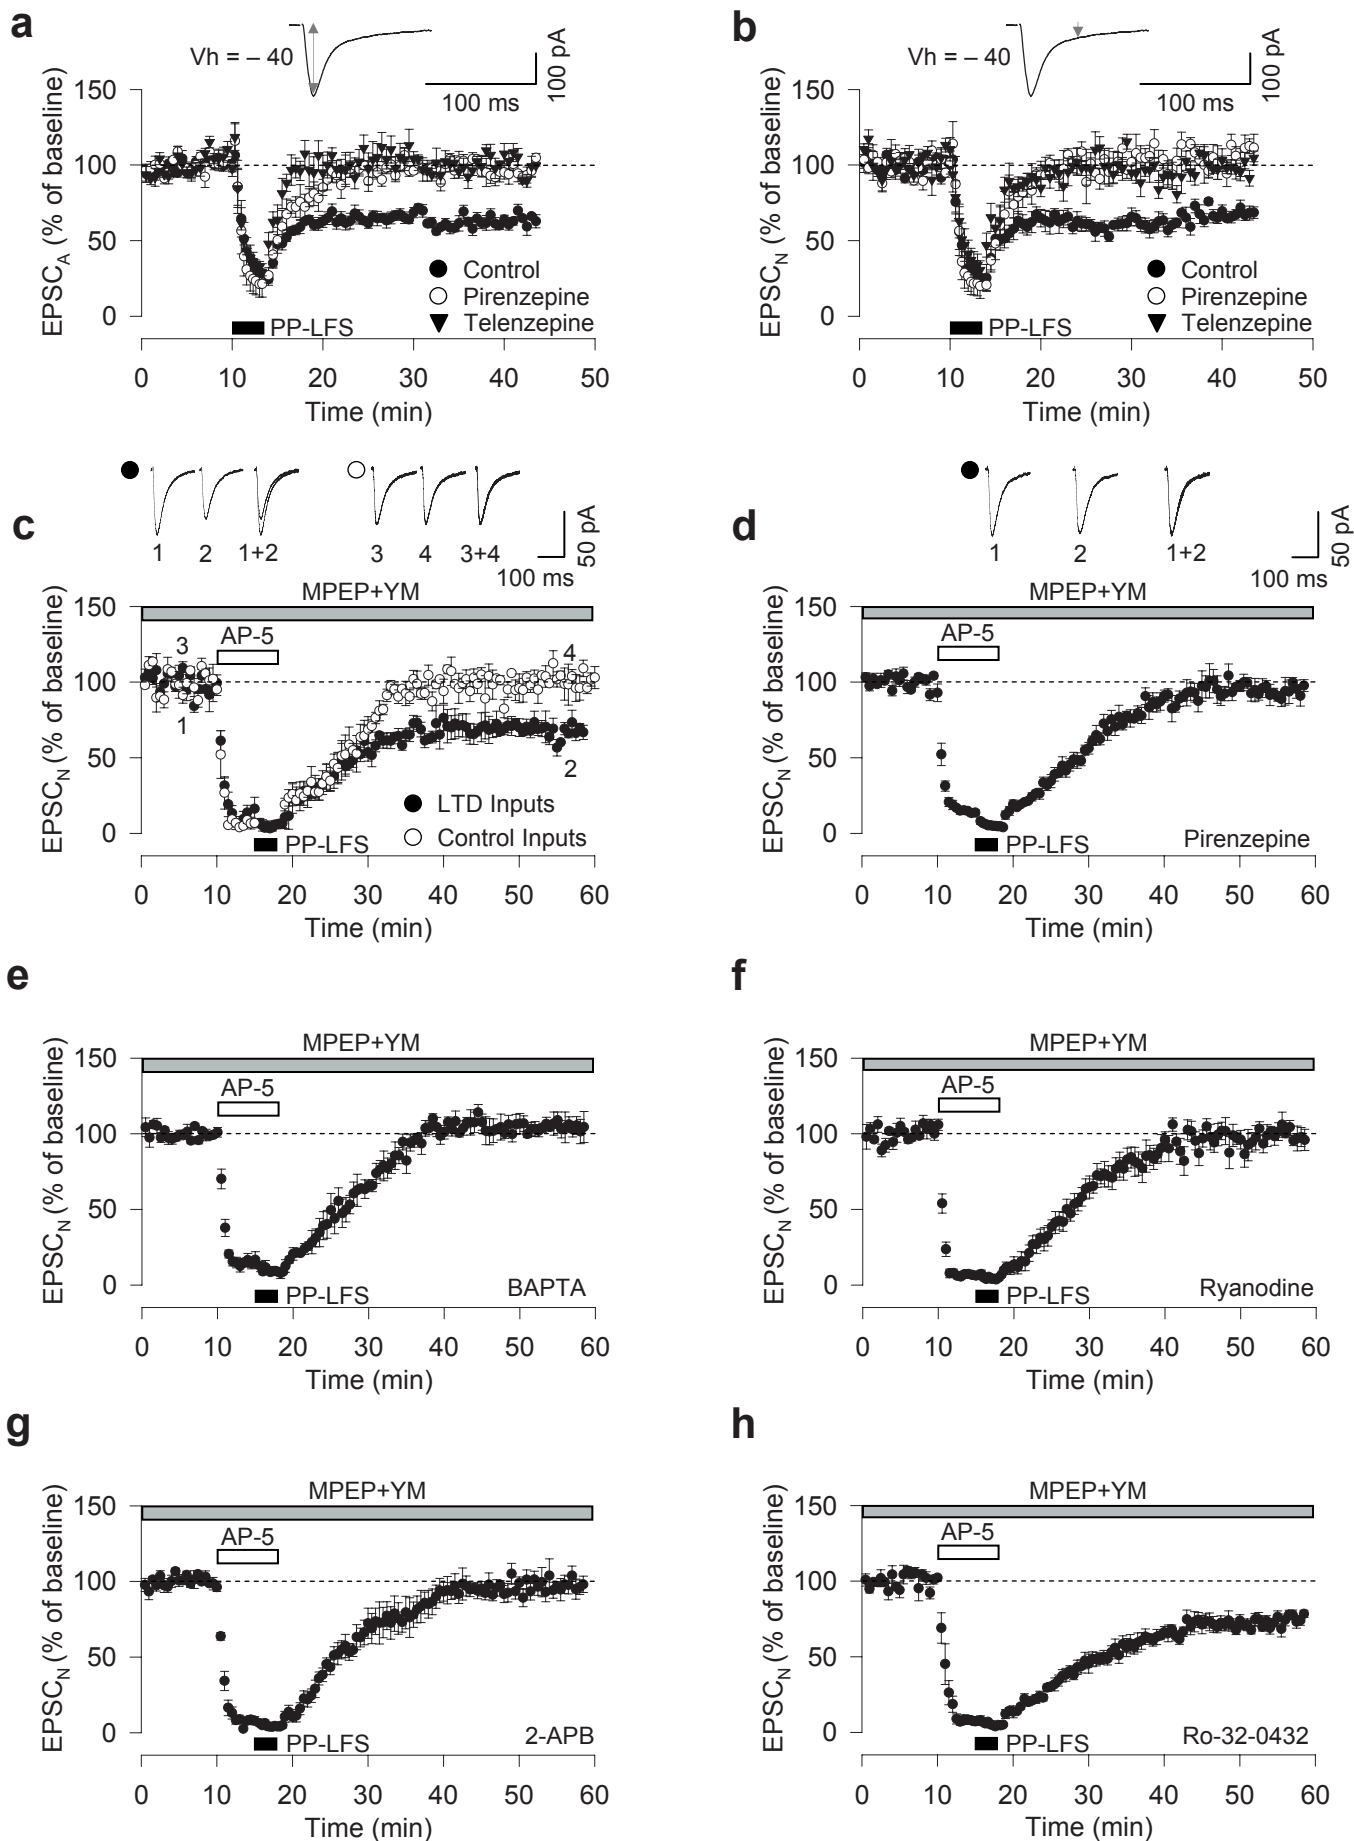 a
Vh = – 40
100 pA
100 ms
EPSC_A (% of baseline)
150
100
50
0
Control
Pirenzepine
Telenzepine
PP-LFS
0 10 20 30 40 50
Time (min)
b
Vh = – 40
100 pA
100 ms
EPSC_N (% of baseline)
150
100
50
0
Control
Pirenzepine
Telenzepine
PP-LFS
0 10 20 30 40 50
Time (min)
c
1 2 1+2
3 4 3+4
50 pA
100 ms
MPEP+YM
AP-5
EPSC_N (% of baseline)
150
100
50
0
3
1
4
2
LTD Inputs
Control Inputs
PP-LFS
0 10 20 30 40 50 60
Time (min)
d
1 2 1+2
50 pA
100 ms
MPEP+YM
AP-5
EPSC_N (% of baseline)
150
100
50
0
PP-LFS
Pirenzepine
0 10 20 30 40 50 60
Time (min)
e
MPEP+YM
AP-5
EPSC_N (% of baseline)
150
100
50
0
PP-LFS
BAPTA
0 10 20 30 40 50 60
Time (min)
f
MPEP+YM
AP-5
EPSC_N (% of baseline)
150
100
50
0
PP-LFS
Ryanodine
0 10 20 30 40 50 60
Time (min)
g
MPEP+YM
AP-5
EPSC_N (% of baseline)
150
100
50
0
PP-LFS
2-APB
0 10 20 30 40 50 60
Time (min)
h
MPEP+YM
AP-5
EPSC_N (% of baseline)
150
100
50
0
PP-LFS
Ro-32-0432
0 10 20 30 40 50 60
Time (min)